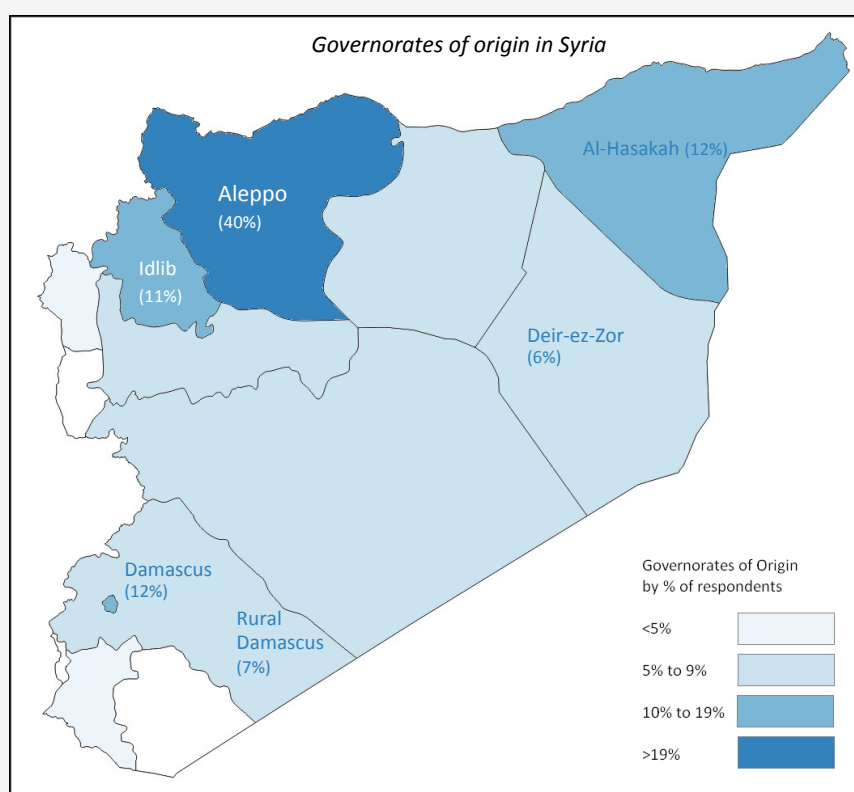 Governorates of origin in Syria
Al-Hasakah (12%)
Aleppo
(40%)
Idlib
(11%)
Deir-ez-Zor
(6%)
Damascus
(12%)
Rural
Damascus
(7%)
Governorates of Origin
by % of respondents
<5%
5% to 9%
10% to 19%
>19%